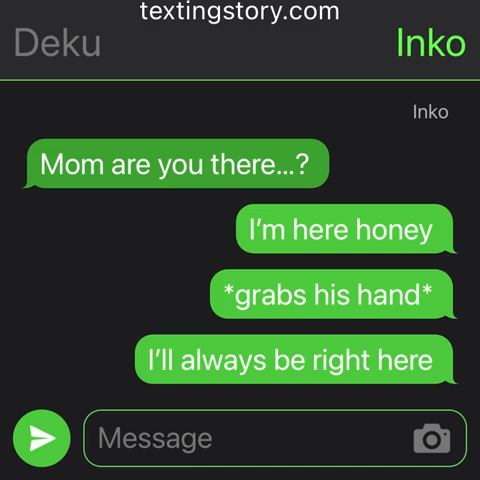 textingstory.com
Deku
Inko
Inko
Mom are you there...?
I'm here honey
*grabs his hand*
I'll always be right here
Message